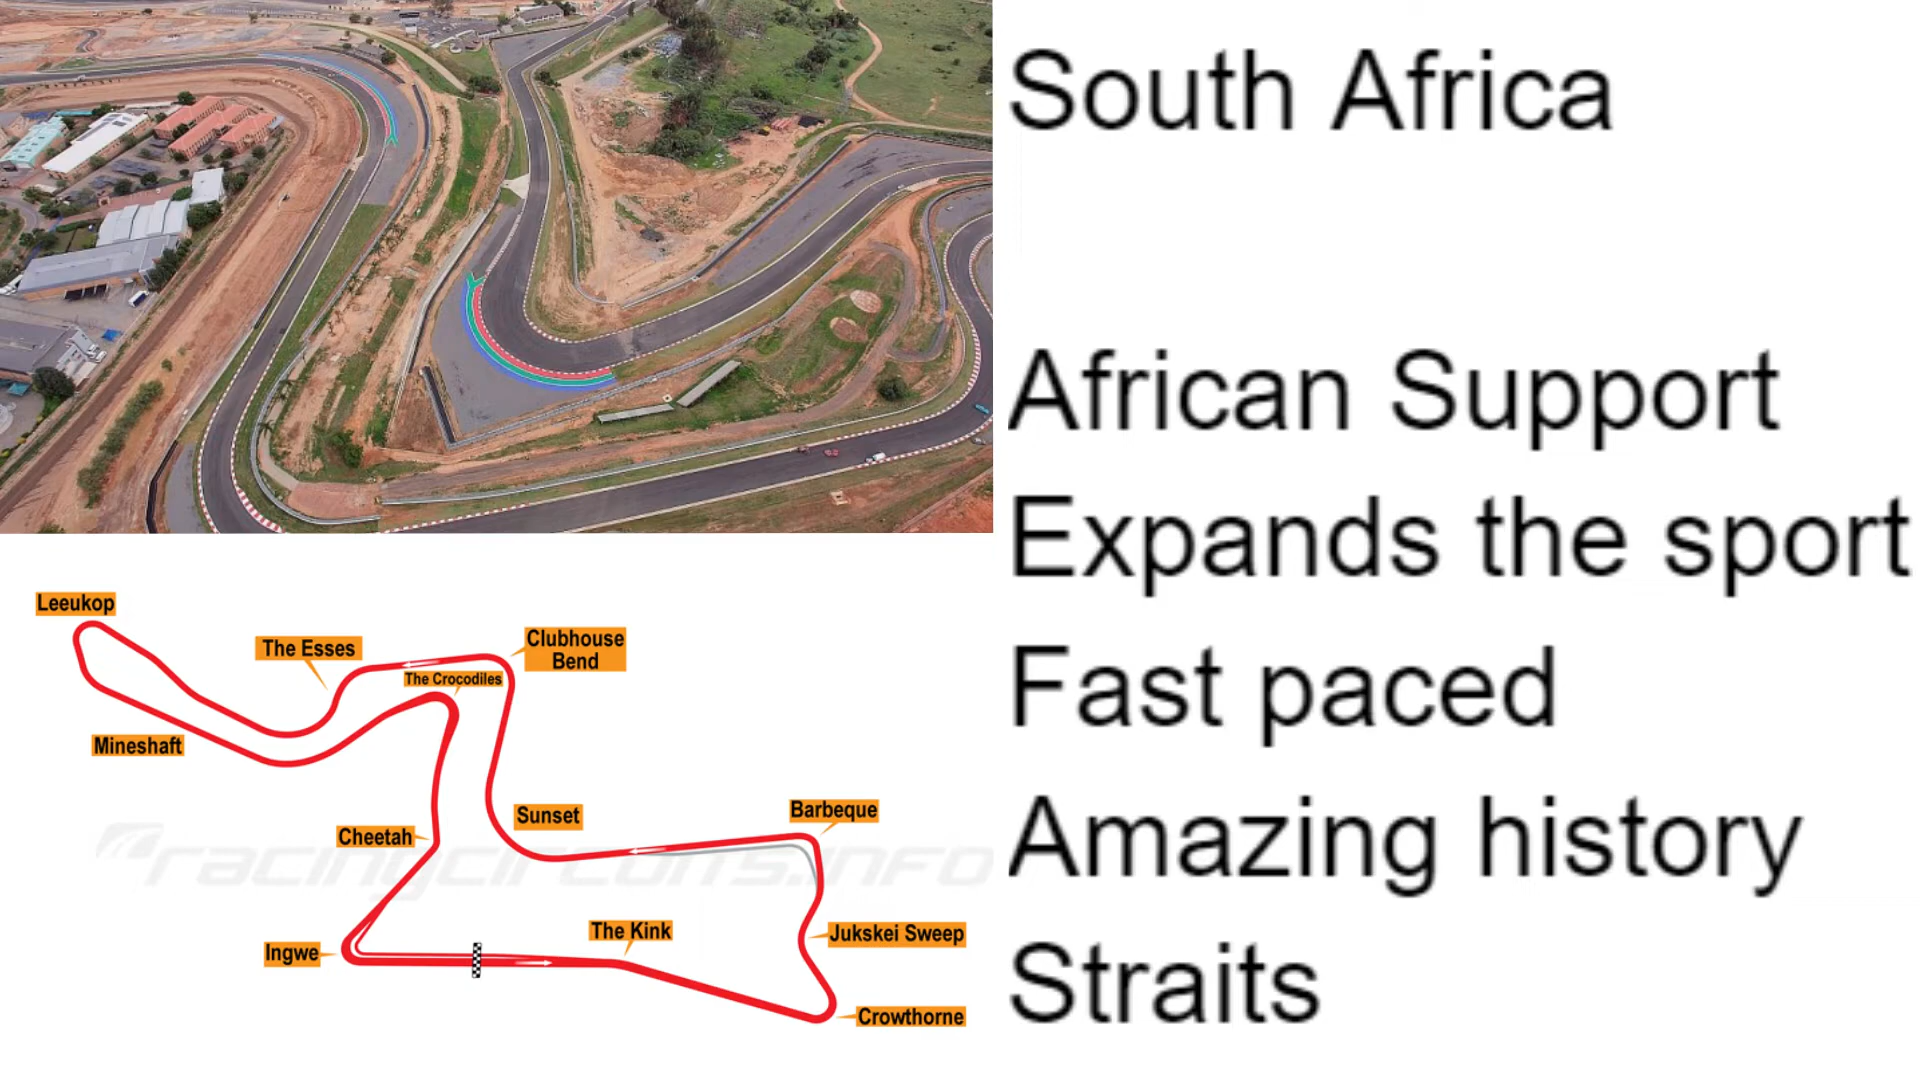 South Africa
African Support
Expands the sport
Fast paced
Amazing history
Straits
Leeukop
The Esses
Clubhouse
Bend
The Crocodiles
Mineshaft
Sunset
Barbeque
Cheetah
racingcircuits.info
The Kink
Jukskei Sweep
Ingwe
Crowthorne